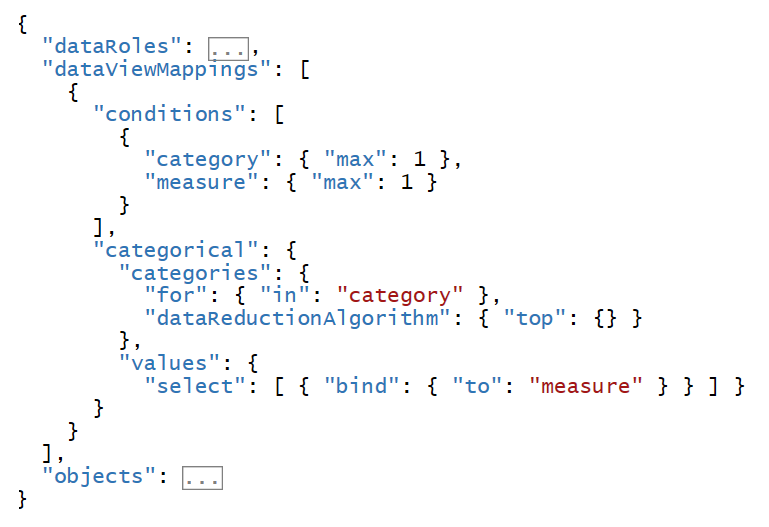 {
  "dataRoles": ...,
  "dataViewMappings": [
    {
      "conditions": [
        {
          "category": { "max": 1 },
          "measure": { "max": 1 }
        }
      ],
      "categorical": {
        "categories": {
          "for": { "in": "category" },
          "dataReductionAlgorithm": { "top": {} }
        },
        "values": {
          "select": [ { "bind": { "to": "measure" } } ] }
      }
    }
  ],
  "objects": ...
}